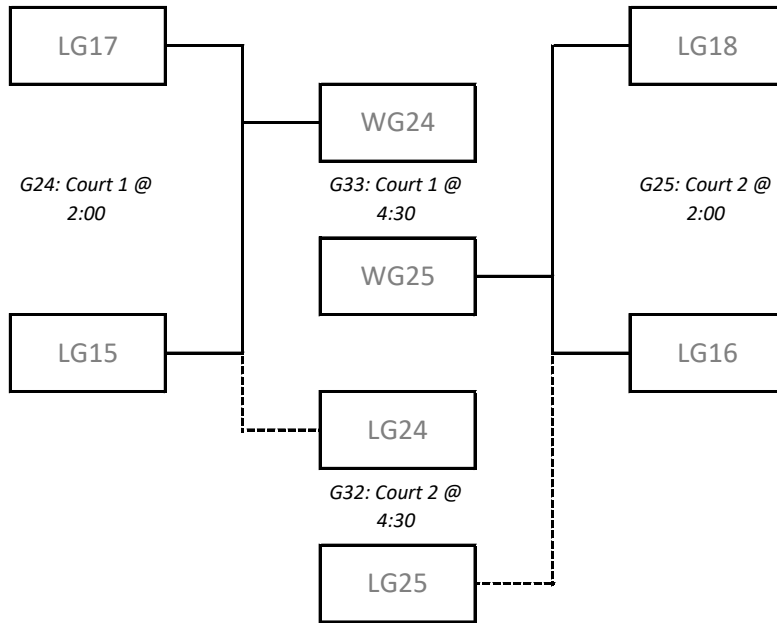 LG17
LG18
WG24
G24: Court 1 @
2:00
G33: Court 1 @
4:30
G25: Court 2 @
2:00
WG25
LG15
LG16
LG24
G32: Court 2 @
4:30
LG25